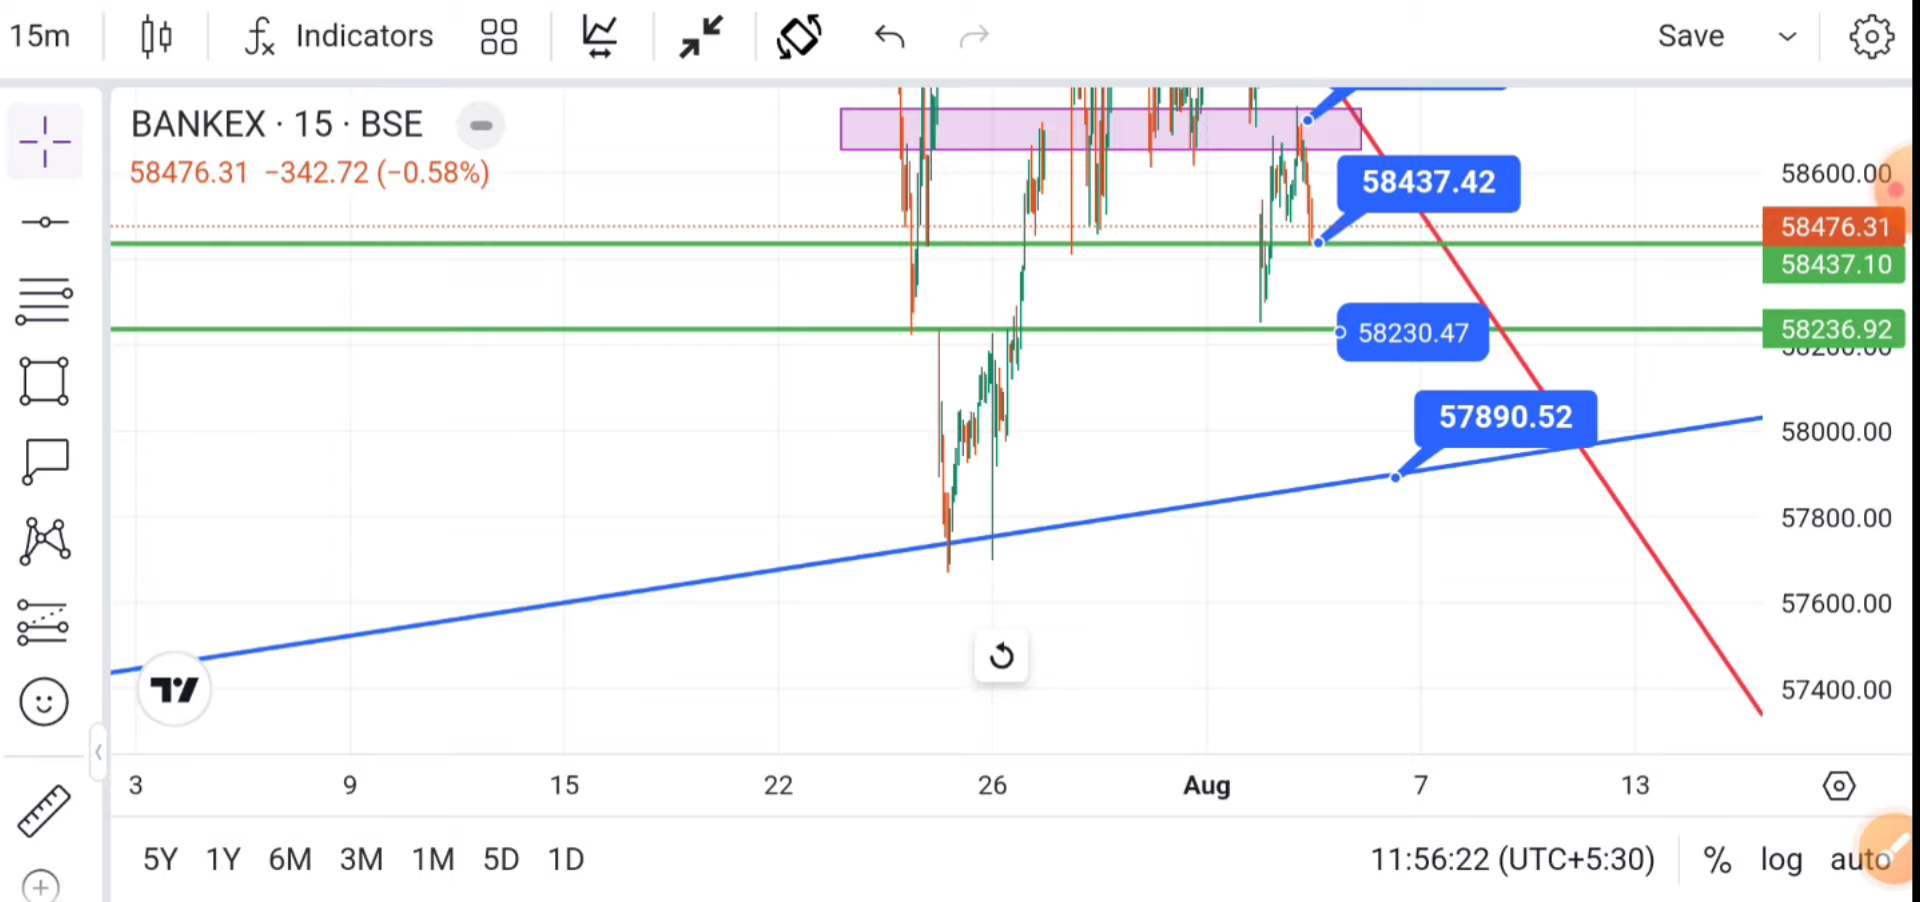 15m
Indicators
Save
BANKEX · 15 · BSE
58476.31 −342.72 (−0.58%)
58437.42
58230.47
57890.52
58600.00
58476.31
58437.10
58236.92
58200.00
58000.00
57800.00
57600.00
57400.00
3 9 15 22 26 Aug 7 13
5Y 1Y 6M 3M 1M 5D 1D
11:56:22 (UTC+5:30) % log auto